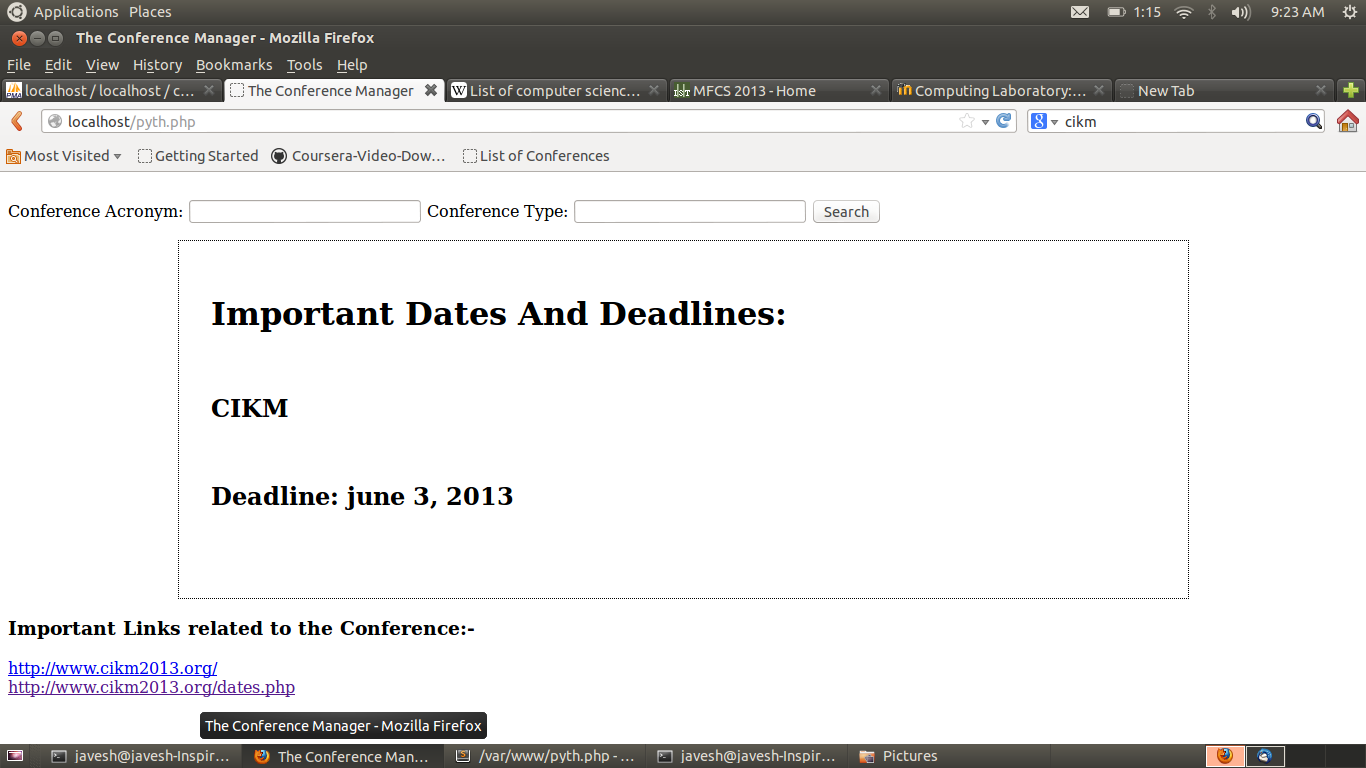 Applications Places 1:15 9:23 AM
The Conference Manager - Mozilla Firefox
File Edit View History Bookmarks Tools Help
PMA localhost / localhost / c... The Conference Manager W List of computer scienc... MFCS 2013 - Home Computing Laboratory:... New Tab
localhost/pyth.php 8 cikm
Most Visited Getting Started Coursera-Video-Dow... List of Conferences
Conference Acronym: Conference Type: Search
Important Dates And Deadlines:
CIKM
Deadline: june 3, 2013
Important Links related to the Conference:-
http://www.cikm2013.org/
http://www.cikm2013.org/dates.php
The Conference Manager - Mozilla Firefox
javesh@javesh-Inspir... The Conference Man... /var/www/pyth.php - ... javesh@javesh-Inspir... Pictures